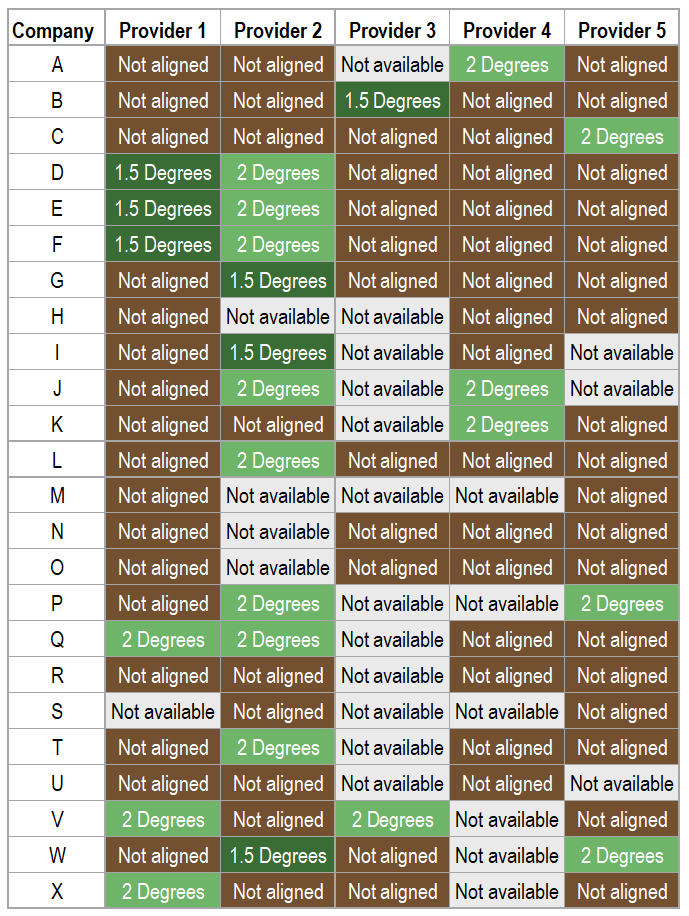 Company Provider 1 Provider 2 Provider 3 Provider 4 Provider 5
A Not aligned Not aligned Not available 2 Degrees Not aligned
B Not aligned Not aligned 1.5 Degrees Not aligned Not aligned
C Not aligned Not aligned Not aligned Not aligned 2 Degrees
D 1.5 Degrees 2 Degrees Not aligned Not aligned Not aligned
E 1.5 Degrees 2 Degrees Not aligned Not aligned Not aligned
F 1.5 Degrees 2 Degrees Not aligned Not aligned Not aligned
G Not aligned 1.5 Degrees Not aligned Not aligned Not aligned
H Not aligned Not available Not available Not aligned Not aligned
I Not aligned 1.5 Degrees Not available Not aligned Not available
J Not aligned 2 Degrees Not available 2 Degrees Not available
K Not aligned Not aligned Not available 2 Degrees Not aligned
L Not aligned 2 Degrees Not aligned Not aligned Not aligned
M Not aligned Not available Not available Not available Not aligned
N Not aligned Not available Not aligned Not aligned Not aligned
O Not aligned Not available Not aligned Not aligned Not aligned
P Not aligned 2 Degrees Not available Not available 2 Degrees
Q 2 Degrees 2 Degrees Not available Not aligned Not aligned
R Not aligned Not aligned Not available Not aligned Not aligned
S Not available Not aligned Not available Not available Not aligned
T Not aligned 2 Degrees Not available Not aligned Not aligned
U Not aligned Not aligned Not available Not aligned Not available
V 2 Degrees Not aligned 2 Degrees Not available Not aligned
W Not aligned 1.5 Degrees Not aligned Not available 2 Degrees
X 2 Degrees Not aligned Not aligned Not available Not aligned